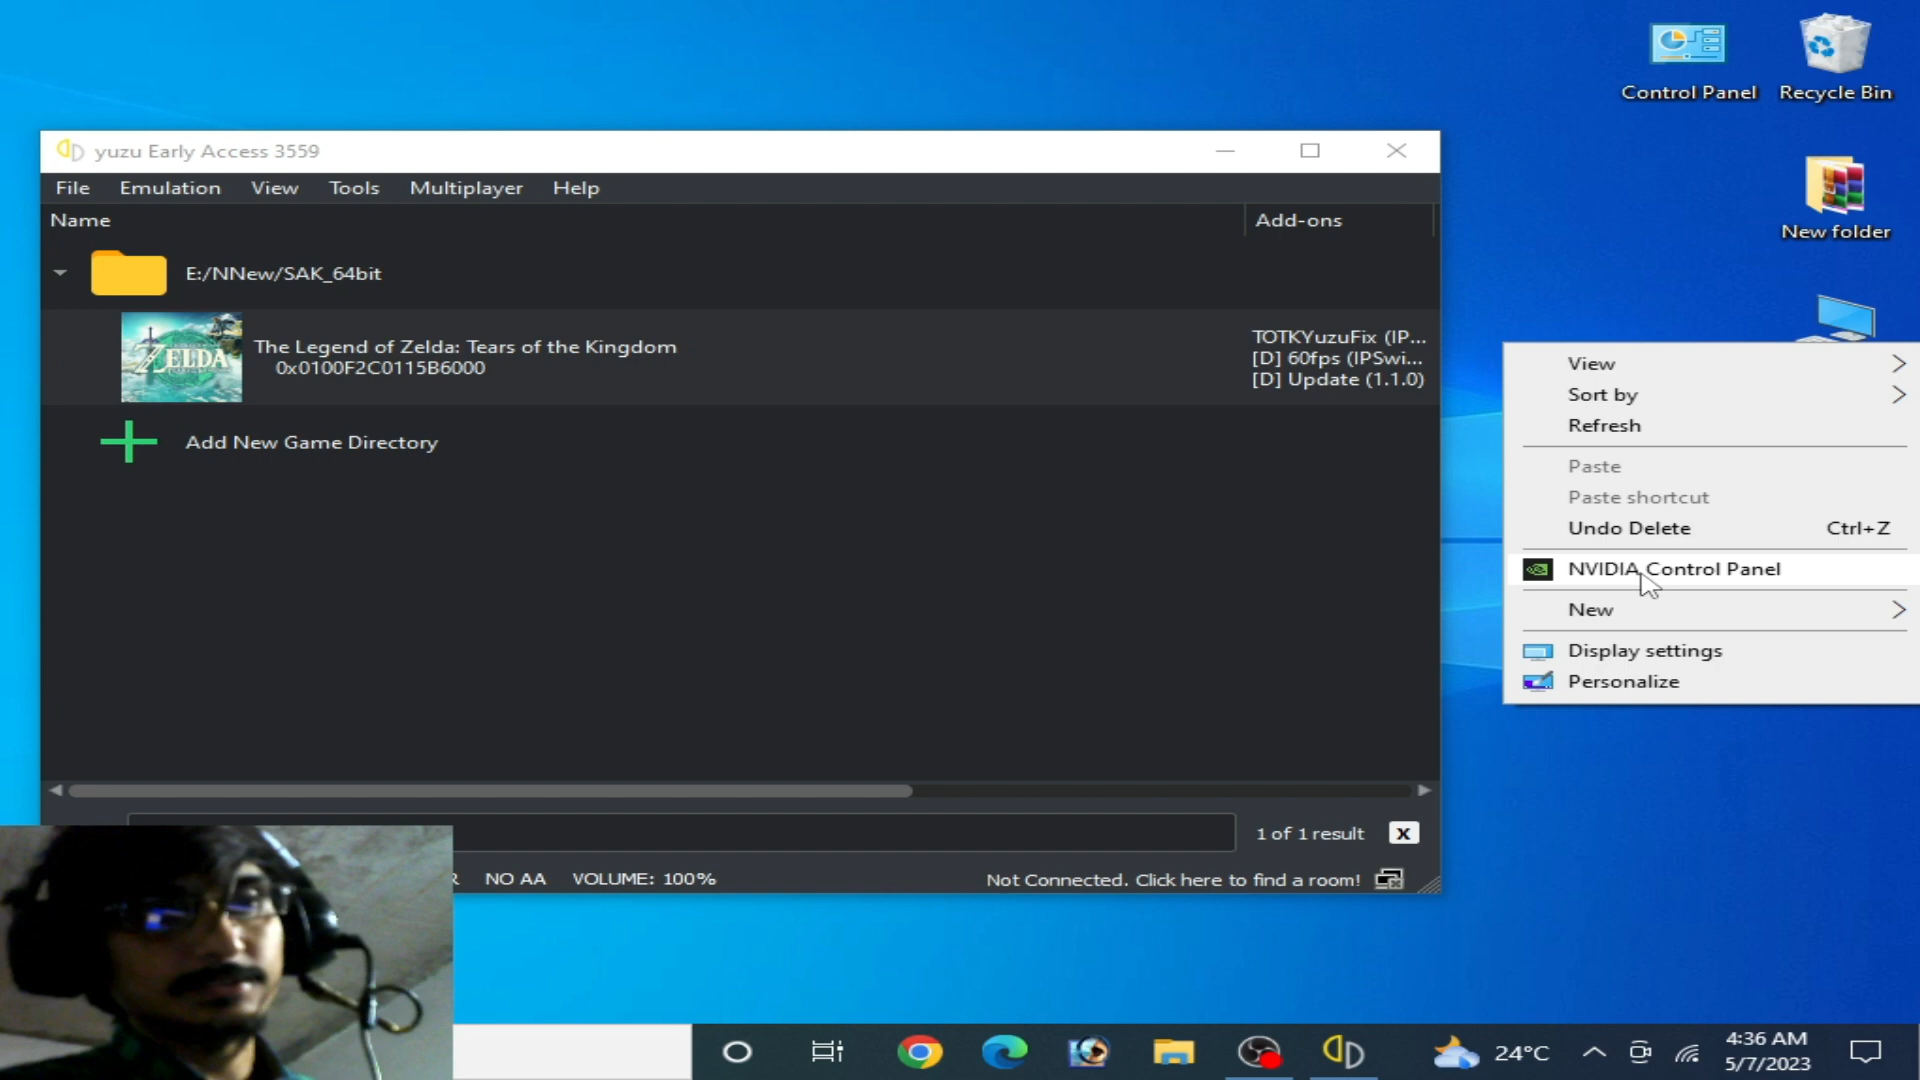 Control Panel
Recycle Bin
New folder
yuzu Early Access 3559
File Emulation View Tools Multiplayer Help
Name
Add-ons
E:/NNew/SAK_64bit
ZELDA
The Legend of Zelda: Tears of the Kingdom
0x0100F2C0115B6000
TOTKYuzuFix (IP...
[D] 60fps (IPSwi...
[D] Update (1.1.0)
Add New Game Directory
1 of 1 result
x
NO AA VOLUME: 100%
Not Connected. Click here to find a room!
View
Sort by
Refresh
Paste
Paste shortcut
Undo Delete Ctrl+Z
NVIDIA Control Panel
New
Display settings
Personalize
24°C
4:36 AM
5/7/2023